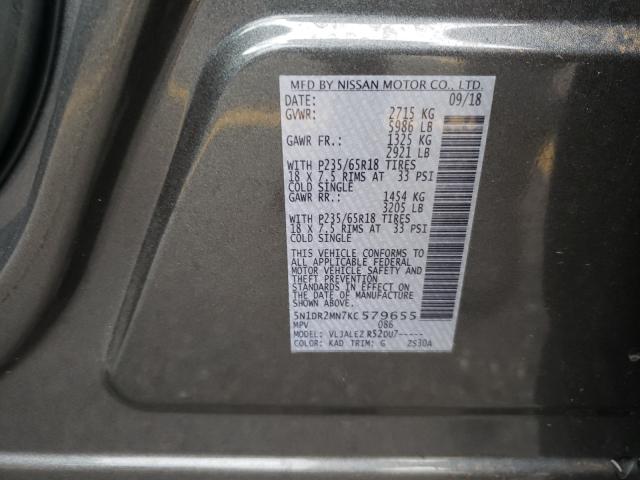 MFD BY NISSAN MOTOR CO., LTD.
DATE: 09/18
GVWR: 2715 KG
5986 LB
GAWR FR.: 1325 KG
2921 LB
WITH P235/65R18 TIRES
18 X 7.5 RIMS AT 33 PSI
COLD SINGLE
GAWR RR.: 1454 KG
3205 LB
WITH P235/65R18 TIRES
18 X 7.5 RIMS AT 33 PSI
COLD SINGLE
THIS VEHICLE CONFORMS TO
ALL APPLICABLE FEDERAL
MOTOR VEHICLE SAFETY AND
THEFT PREVENTION
STANDARDS IN EFFECT ON
THE DATE OF MANUFACTURE
SHOWN ABOVE.
5N1DR2MN7KC579655
MPV 086
MODEL: VLJALEZ R52DU7-----
COLOR: KAD TRIM: G ZS30A